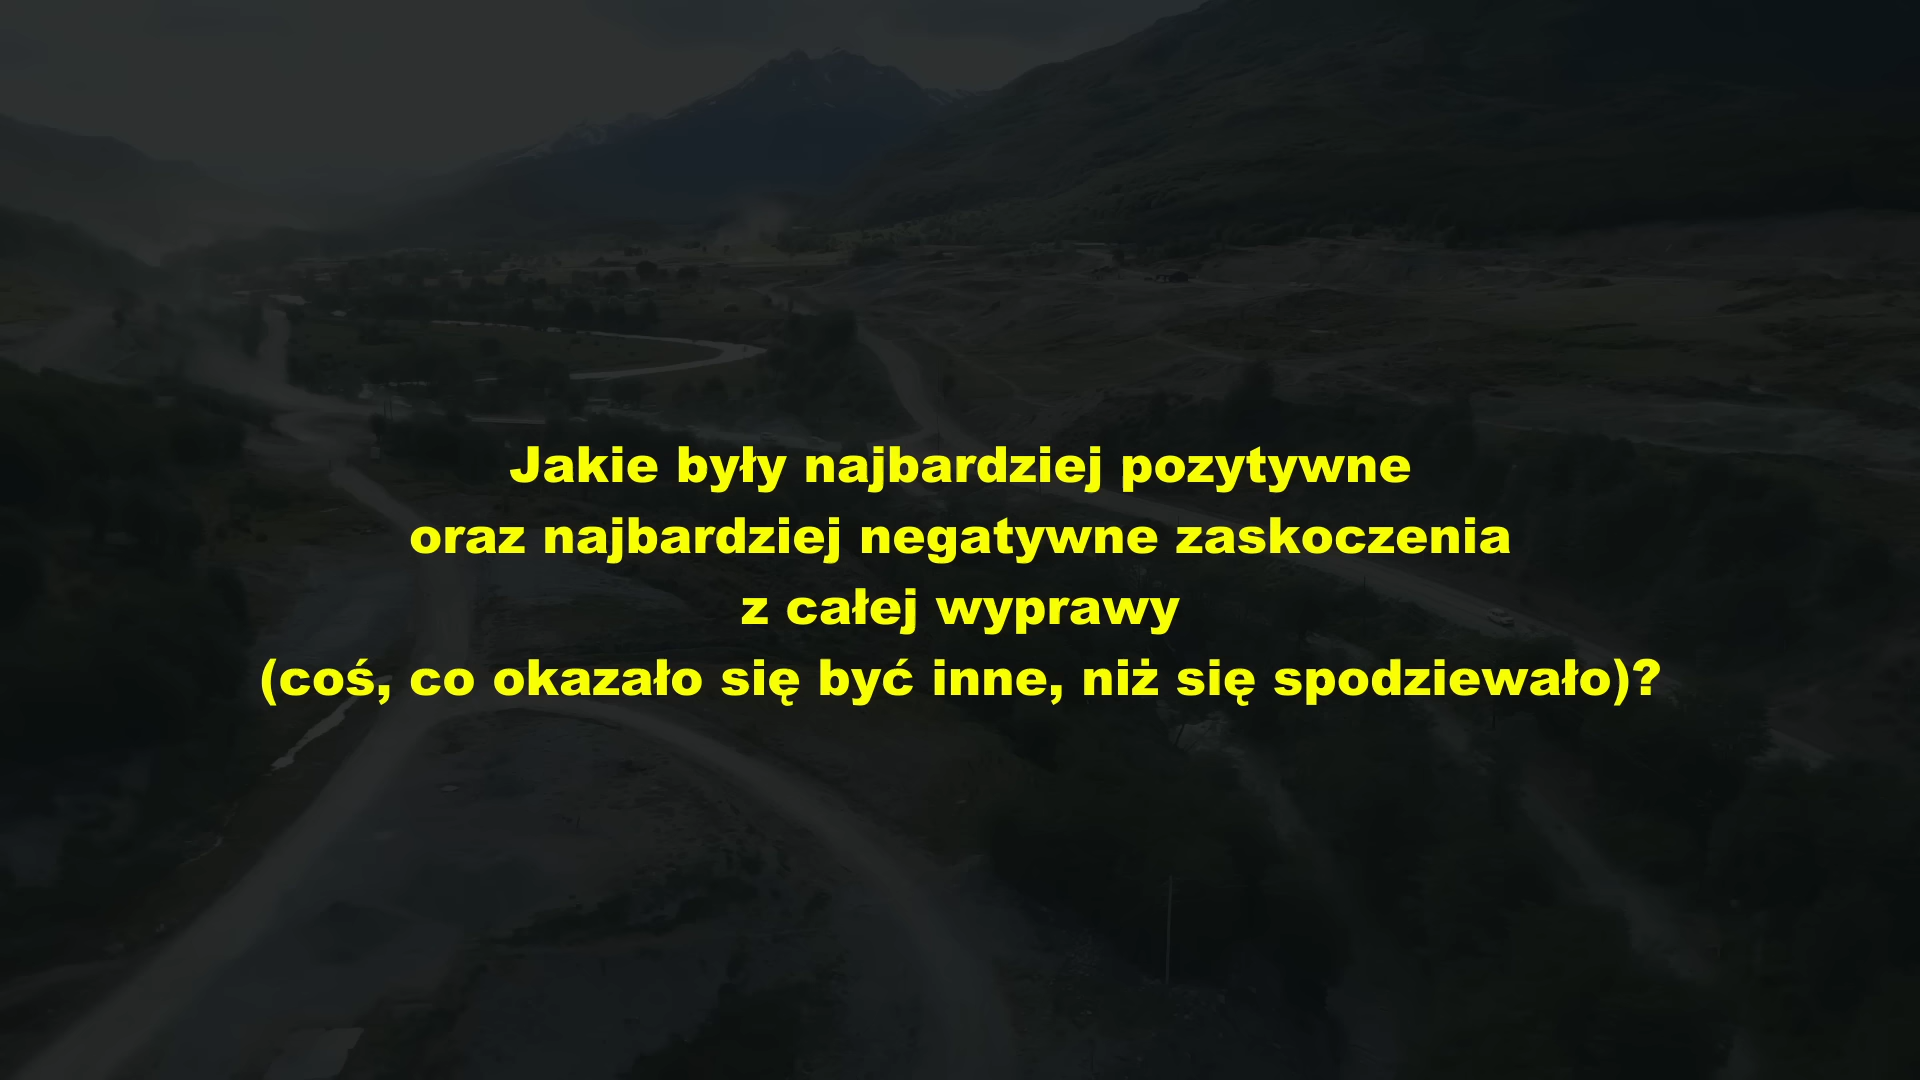 Jakie były najbardziej pozytywne
oraz najbardziej negatywne zaskoczenia
z całej wyprawy
(coś, co okazało się być inne, niż się spodziewało)?